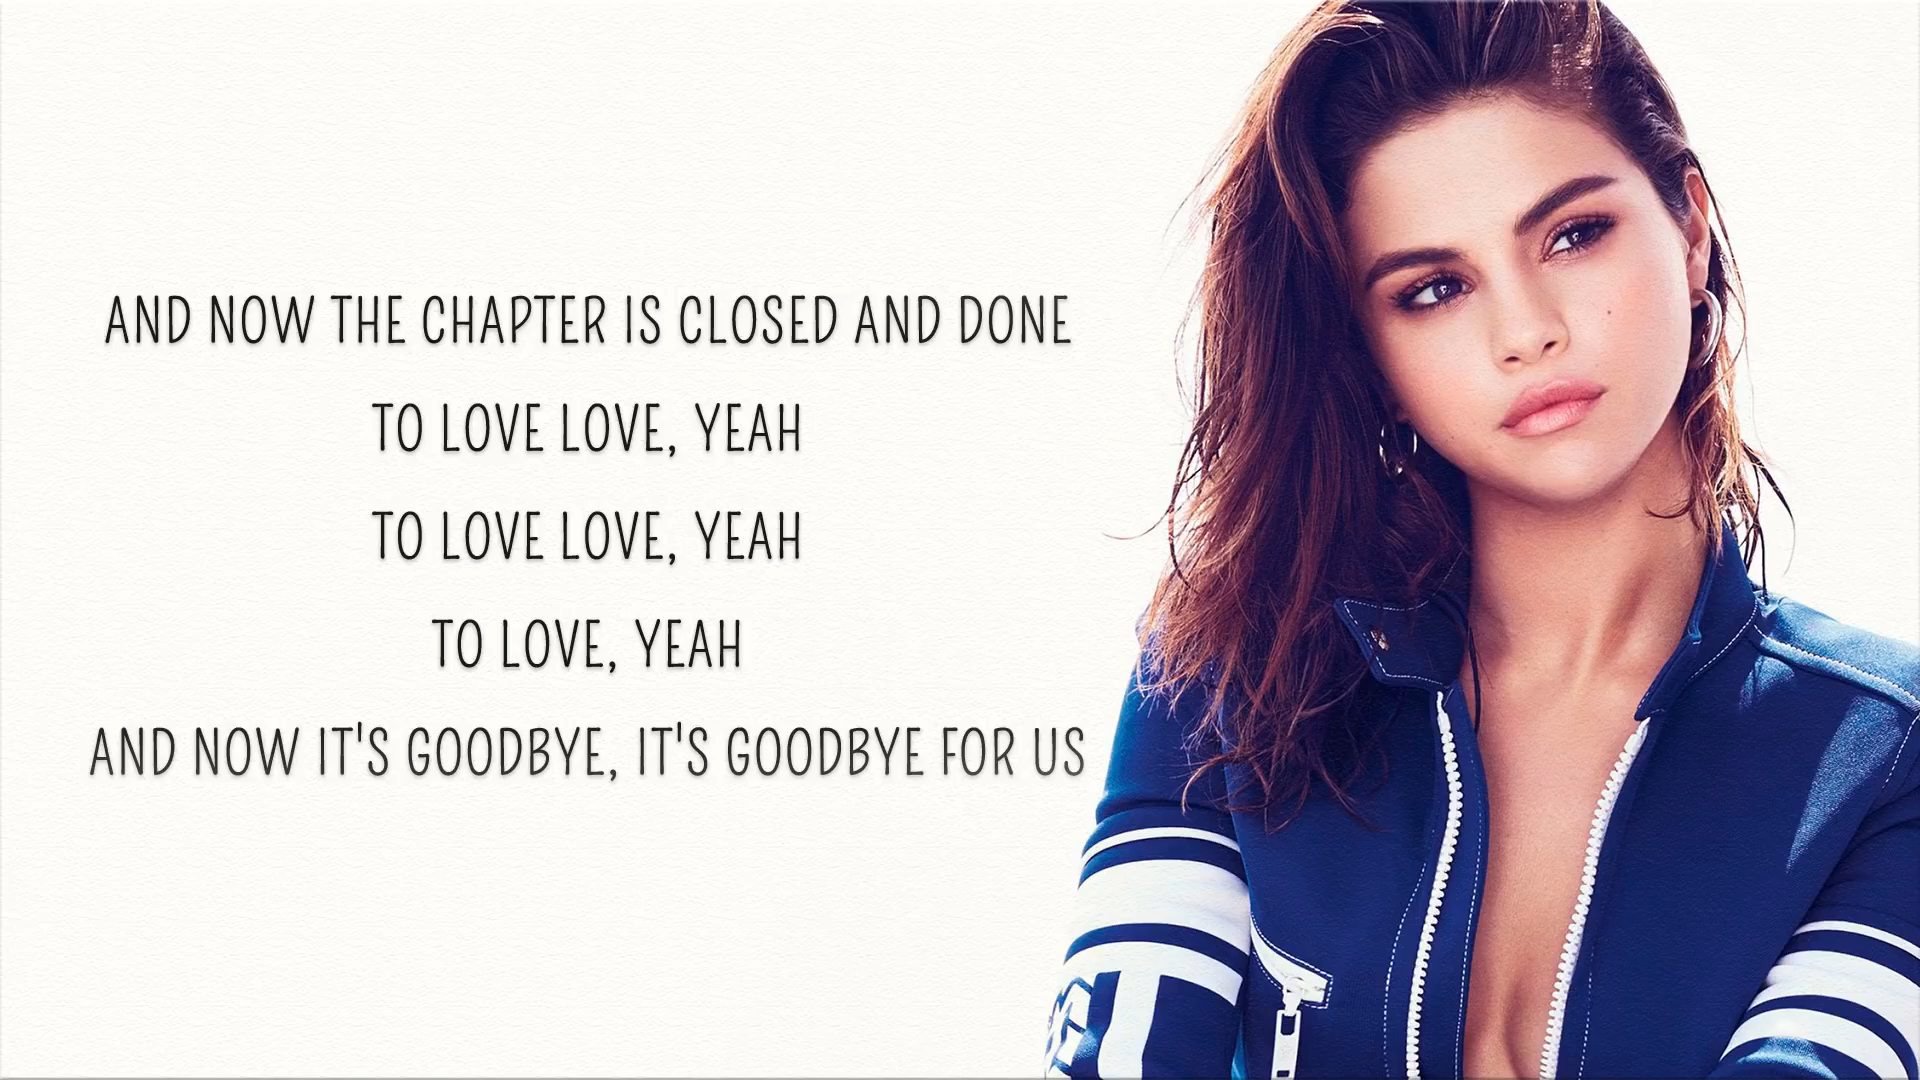 AND NOW THE CHAPTER IS CLOSED AND DONE
TO LOVE LOVE, YEAH
TO LOVE LOVE, YEAH
TO LOVE, YEAH
AND NOW IT'S GOODBYE, IT'S GOODBYE FOR US